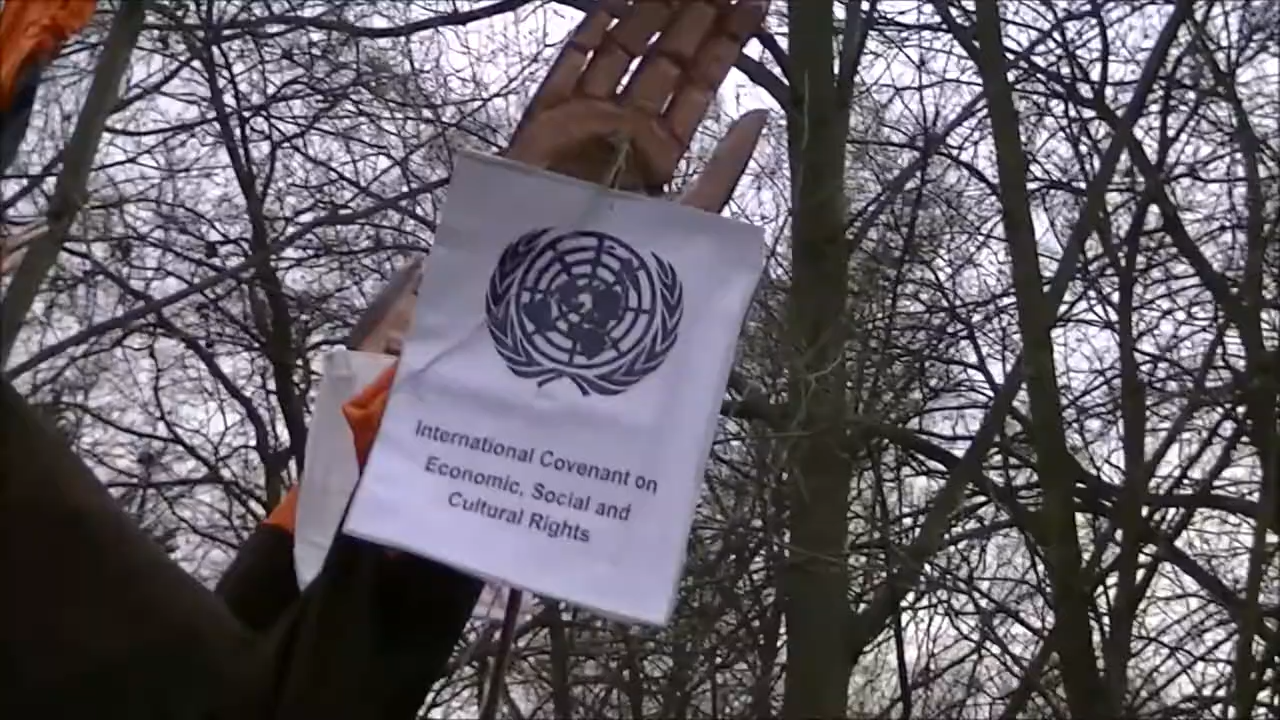 International Covenant on
Economic, Social and
Cultural Rights